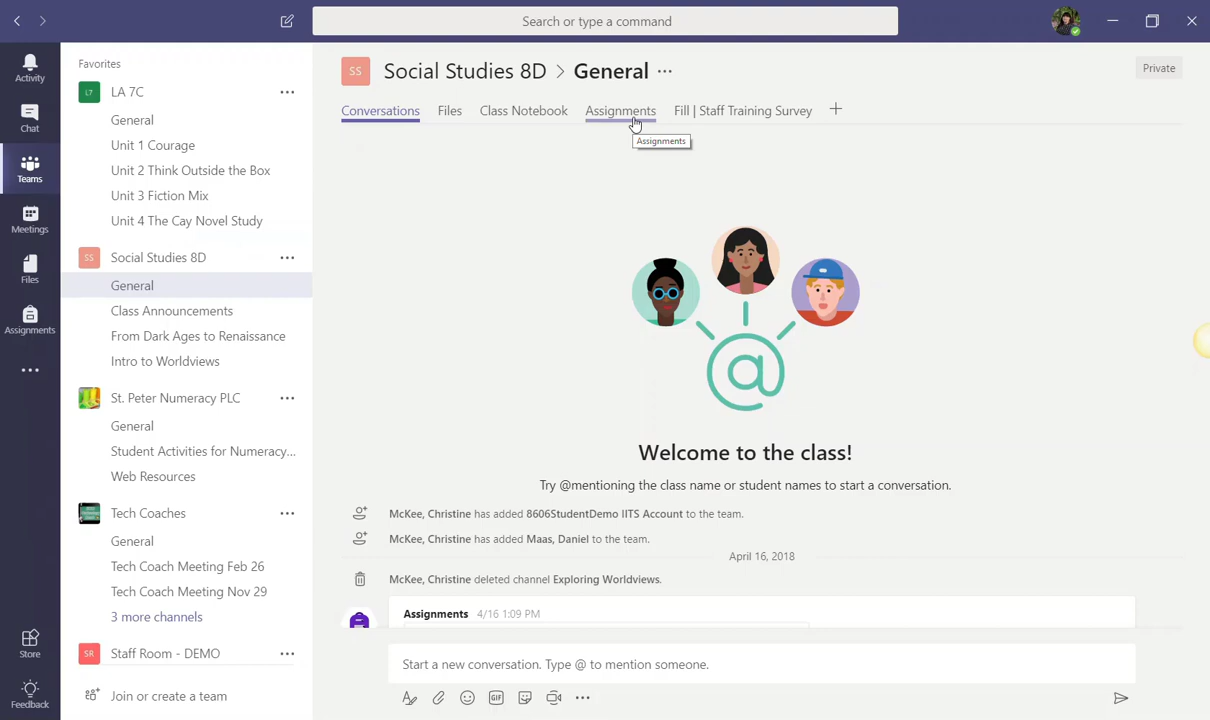 Search or type a command
Activity
Chat
Teams
Meetings
Files
Assignments
Store
Feedback
Favorites
L7 LA 7C
General
Unit 1 Courage
Unit 2 Think Outside the Box
Unit 3 Fiction Mix
Unit 4 The Cay Novel Study
SS Social Studies 8D
General
Class Announcements
From Dark Ages to Renaissance
Intro to Worldviews
St. Peter Numeracy PLC
General
Student Activities for Numeracy...
Web Resources
Tech Coaches
General
Tech Coach Meeting Feb 26
Tech Coach Meeting Nov 29
3 more channels
SR Staff Room - DEMO
Join or create a team
SS Social Studies 8D > General ...
Private
Conversations Files Class Notebook Assignments Fill | Staff Training Survey +
Assignments
@
Welcome to the class!
Try @mentioning the class name or student names to start a conversation.
McKee, Christine has added 8606StudentDemo IITS Account to the team.
McKee, Christine has added Maas, Daniel to the team.
April 16, 2018
McKee, Christine deleted channel Exploring Worldviews.
Assignments 4/16 1:09 PM
Start a new conversation. Type @ to mention someone.
GIF